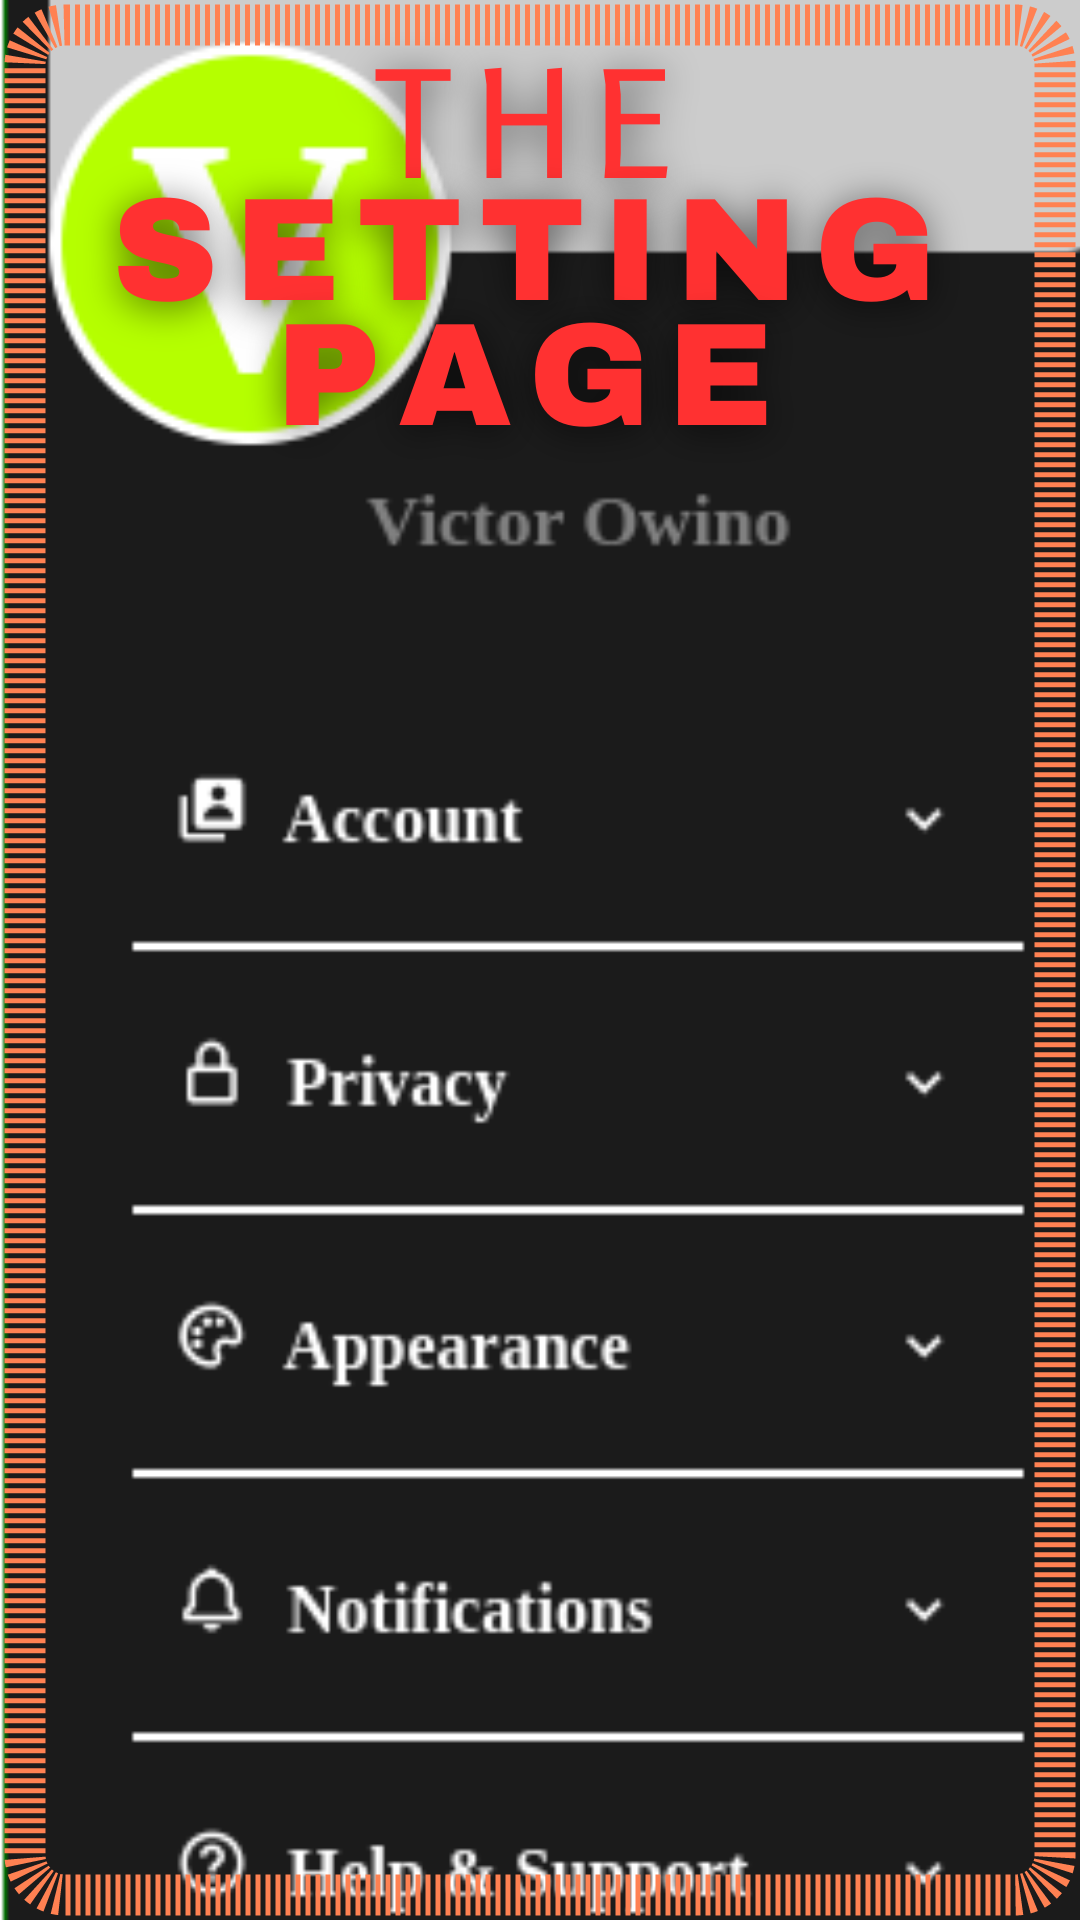 V
THE
SETTING
PAGE
Victor Owino
Account
Privacy
Appearance
Notifications
Help & Support